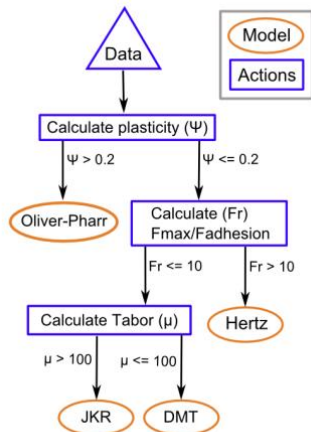 Data
Model
Actions
Calculate plasticity (Ψ)
Ψ > 0.2
Ψ <= 0.2
Oliver-Pharr
Calculate (Fr)
Fmax/Fadhesion
Fr <= 10
Fr > 10
Calculate Tabor (μ)
Hertz
μ > 100
μ <= 100
JKR
DMT